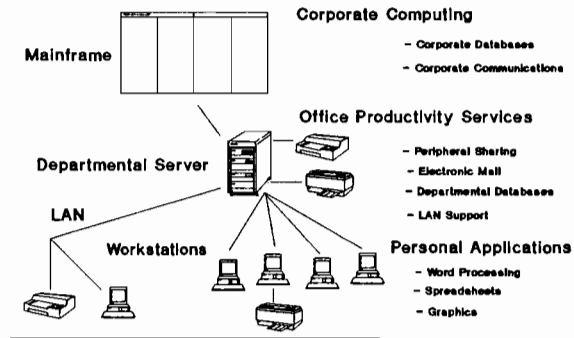 Corporate Computing
Mainframe
- Corporate Databases
- Corporate Communications
Office Productivity Services
Departmental Server
- Peripheral Sharing
- Electronic Mail
- Departmental Databases
- LAN Support
LAN
Workstations
Personal Applications
- Word Processing
- Spreadsheets
- Graphics